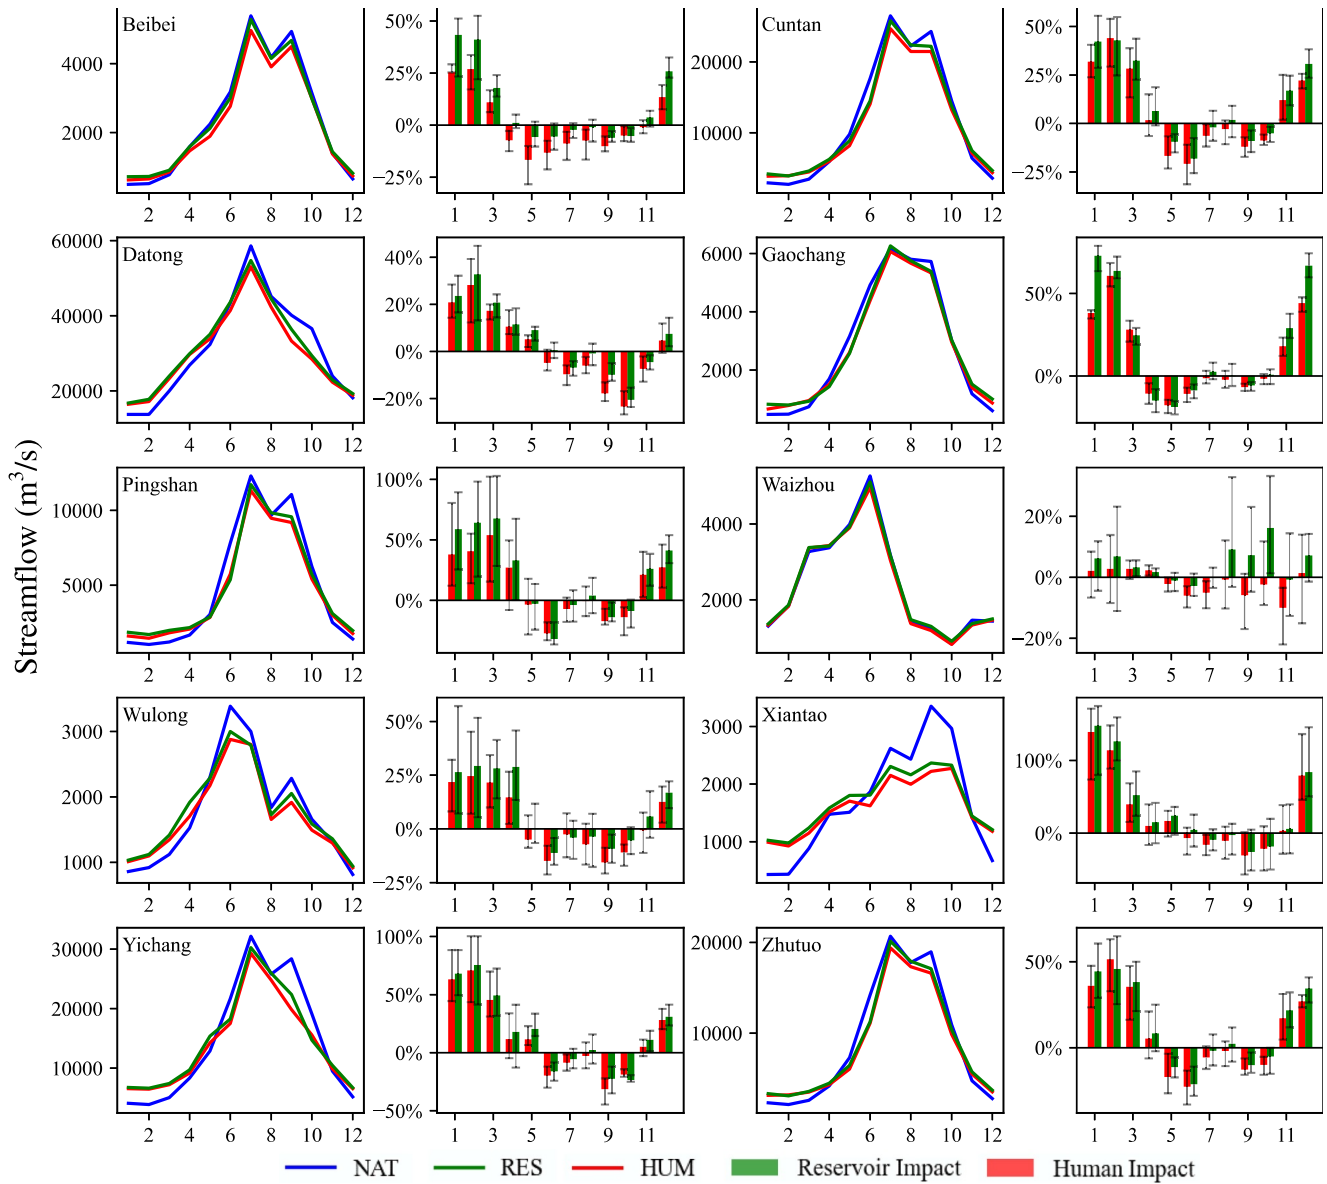 Beibei
4000
2000
2 4 6 8 10 12
50%
25%
0%
−25%
1 3 5 7 9 11
Cuntan
20000
10000
2 4 6 8 10 12
50%
25%
0%
−25%
1 3 5 7 9 11
Datong
60000
40000
20000
2 4 6 8 10 12
40%
20%
0%
−20%
1 3 5 7 9 11
Gaochang
6000
4000
2000
2 4 6 8 10 12
50%
0%
1 3 5 7 9 11
Streamflow (m³/s)
Pingshan
10000
5000
2 4 6 8 10 12
100%
50%
0%
1 3 5 7 9 11
Waizhou
4000
2000
2 4 6 8 10 12
20%
0%
−20%
1 3 5 7 9 11
Wulong
3000
2000
1000
2 4 6 8 10 12
50%
25%
0%
−25%
1 3 5 7 9 11
Xiantao
3000
2000
1000
2 4 6 8 10 12
100%
0%
1 3 5 7 9 11
Yichang
30000
20000
10000
2 4 6 8 10 12
100%
50%
0%
−50%
1 3 5 7 9 11
Zhutuo
20000
10000
2 4 6 8 10 12
50%
0%
1 3 5 7 9 11
NAT RES HUM Reservoir Impact Human Impact